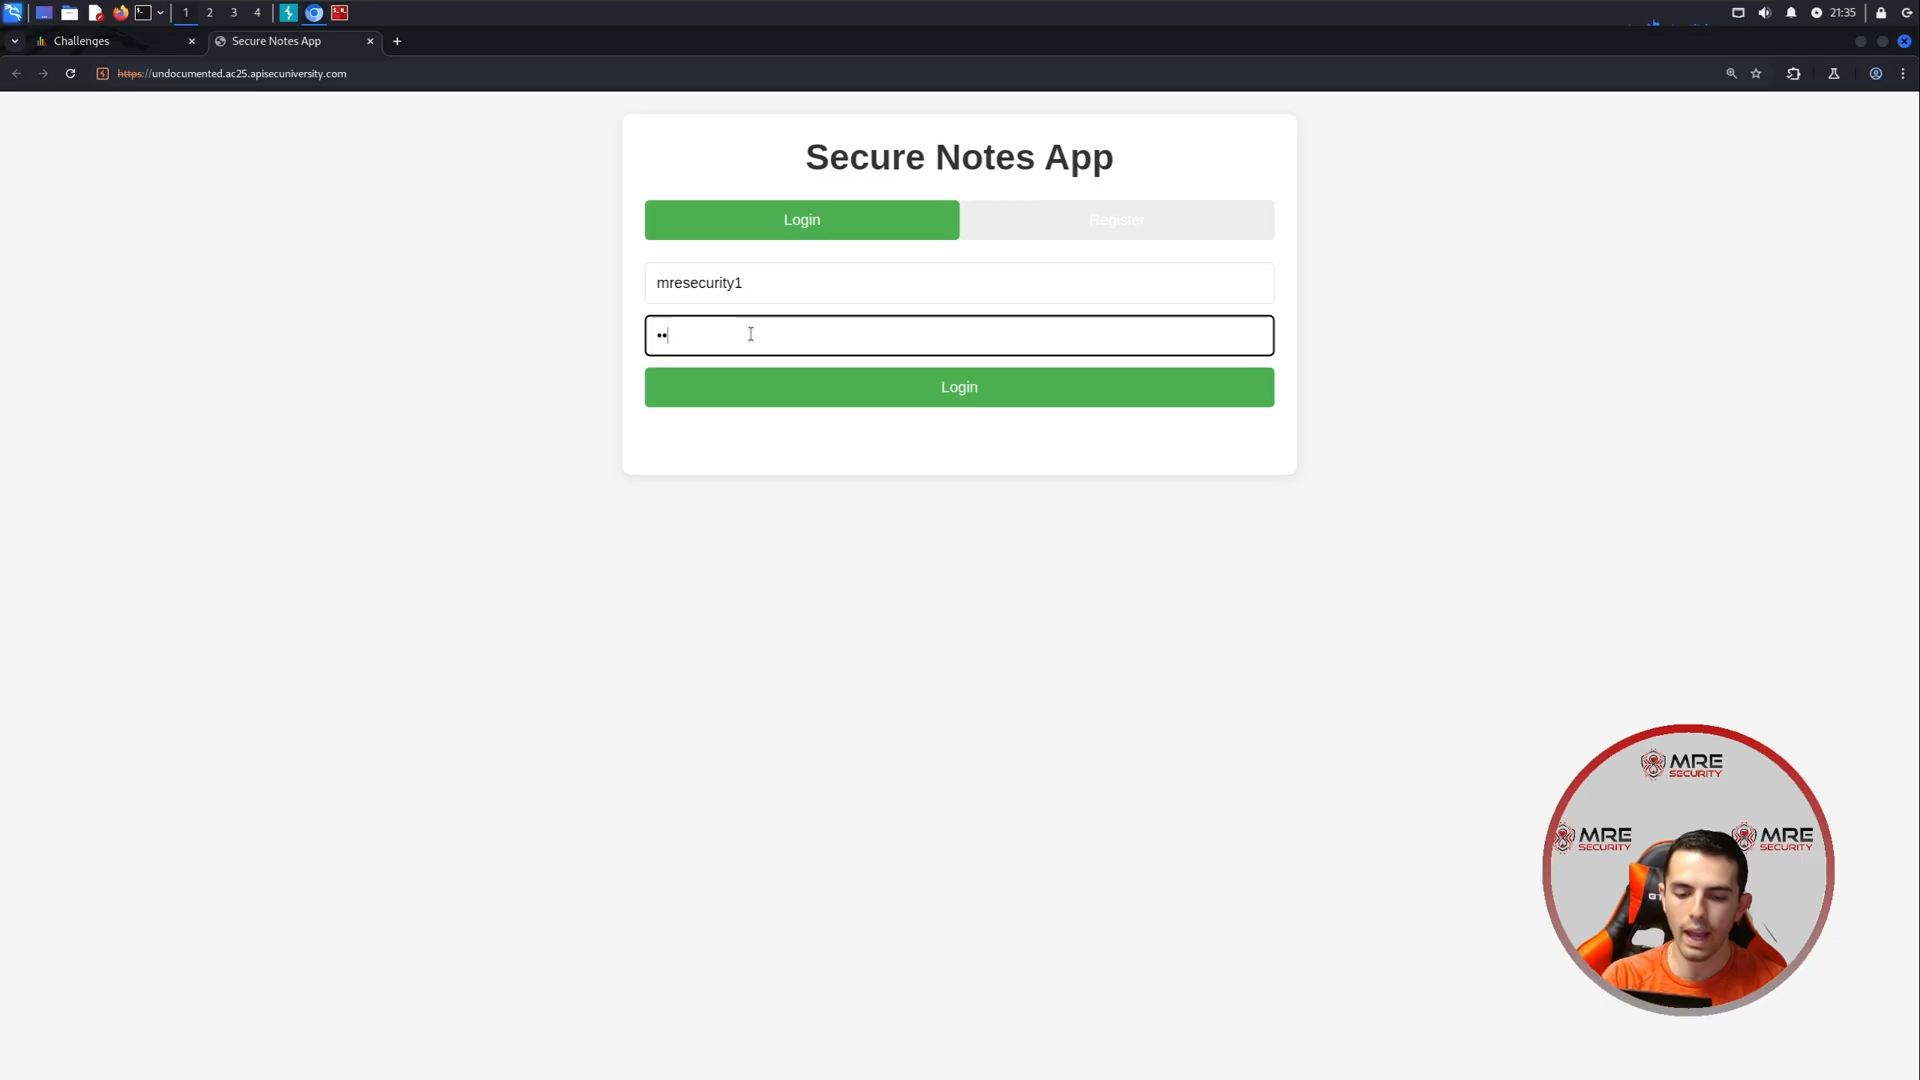 1 2 3 4 21:35
Challenges
Secure Notes App
https://undocumented.ac25.apisecuniversity.com
Secure Notes App
Login
Register
mresecurity1
••
Login
MRE
SECURITY
MRE
SECURITY
MRE
SECURITY